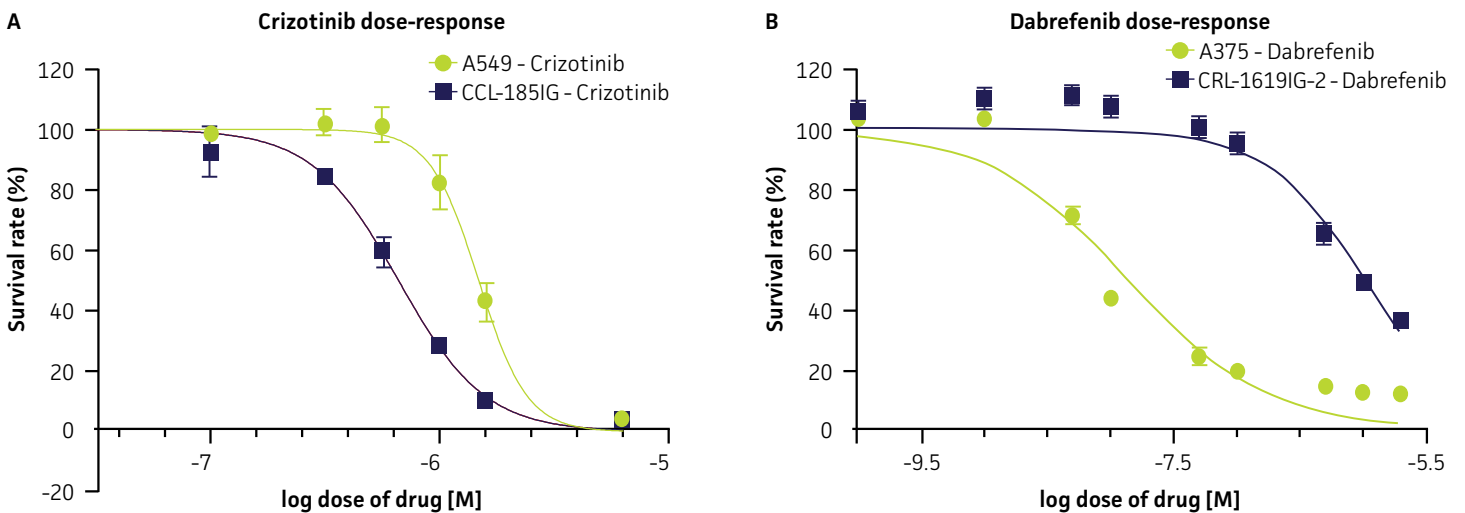 A
Crizotinib dose-response
A549 - Crizotinib
CCL-185IG - Crizotinib
Survival rate (%)
120
100
80
60
40
20
0
-20
-7
-6
-5
log dose of drug [M]
B
Dabrefenib dose-response
A375 - Dabrefenib
CRL-1619IG-2 - Dabrefenib
Survival rate (%)
120
100
80
60
40
20
0
-9.5
-7.5
-5.5
log dose of drug [M]